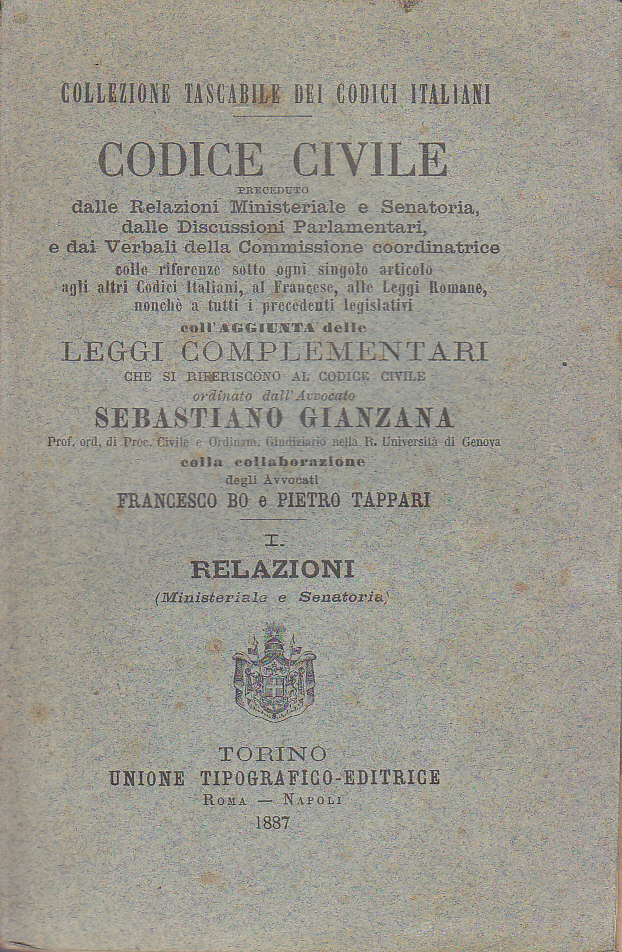 COLLEZIONE TASCABILE DEI CODICI ITALIANI
CODICE CIVILE
PRECEDUTO
dalle Relazioni Ministeriale e Senatoria,
dalle Discussioni Parlamentari,
e dai Verbali della Commissione coordinatrice
colle riferenze sotto ogni singolo articolo
agli altri Codici Italiani, al Francese, alle Leggi Romane,
nonchè a tutti i precedenti legislativi
coll'AGGIUNTA delle
LEGGI COMPLEMENTARI
CHE SI RIFERISCONO AL CODICE CIVILE
ordinato dall'Avvocato
SEBASTIANO GIANZANA
Prof. ord. di Proc. Civile e Ordinam. Giudiziario nella R. Università di Genova
colla collaborazione
degli Avvocati
FRANCESCO BO e PIETRO TAPPARI
I.
RELAZIONI
(Ministeriale e Senatoria)
TORINO
UNIONE TIPOGRAFICO-EDITRICE
ROMA — NAPOLI
1887